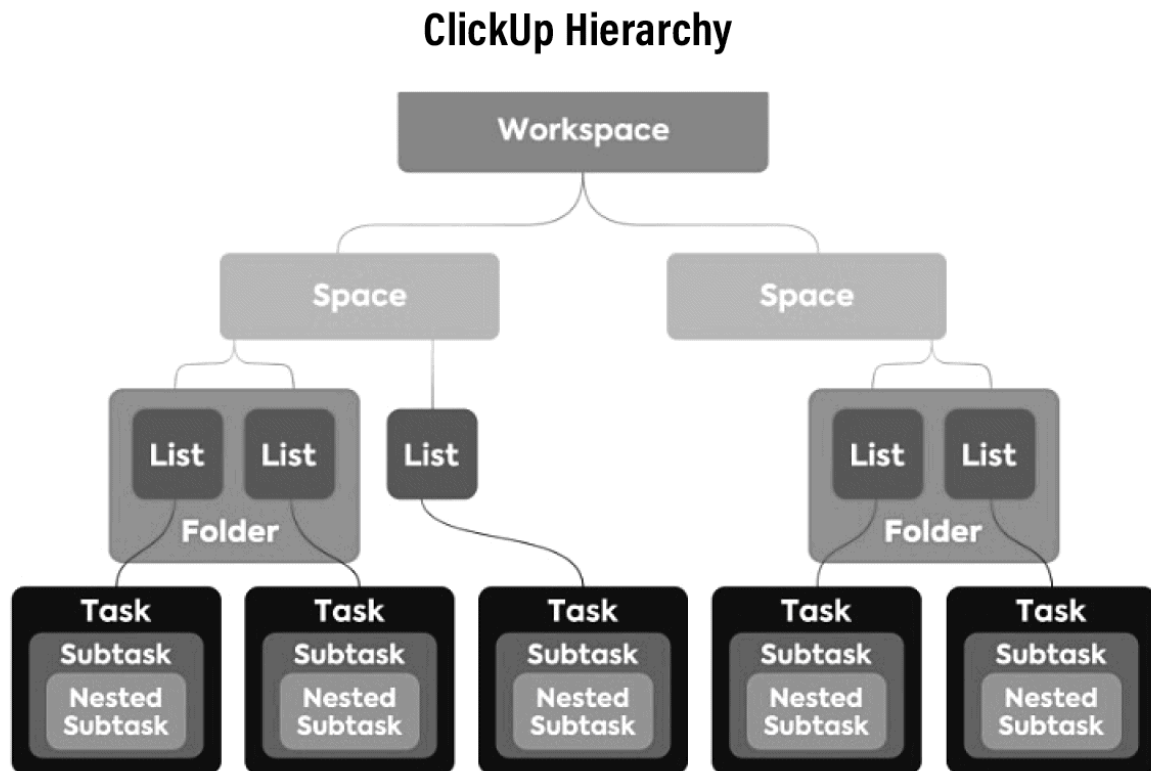 ClickUp Hierarchy
Workspace
Space
Space
List
List
List
List
List
Folder
Folder
Task
Task
Task
Task
Task
Subtask
Subtask
Subtask
Subtask
Subtask
Nested
Subtask
Nested
Subtask
Nested
Subtask
Nested
Subtask
Nested
Subtask